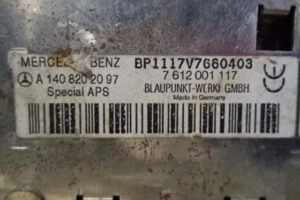 MERCEDES BENZ BP1117V7660403
A 140 820 20 97 7 612 001 117
Special APS BLAUPUNKT-WERKE GMBH
Made in Germany
CE